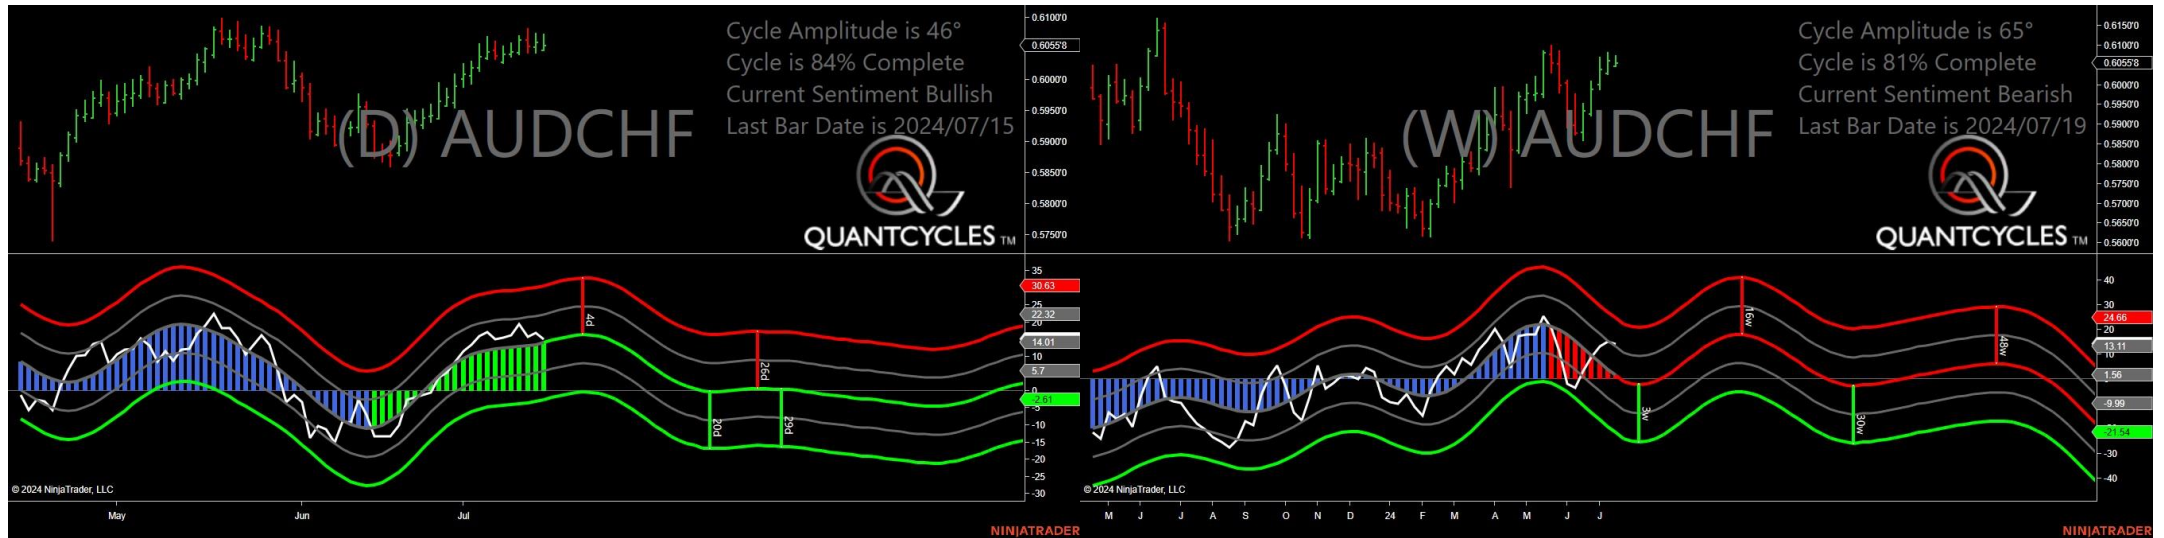 Cycle Amplitude is 46°
Cycle is 84% Complete
Current Sentiment Bullish
Last Bar Date is 2024/07/15
(D) AUDCHF
QUANTCYCLES TM
0.6100'0
0.6055'8
0.6000'0
0.5950'0
0.5900'0
0.5850'0
0.5800'0
0.5750'0
35
30.63
25
22.32
20
14.01
10
5.7
0
-2.61
-5
-10
-15
-20
-25
-30
4d
20d
26d
29d
© 2024 NinjaTrader, LLC
May Jun Jul
NINJATRADER
Cycle Amplitude is 65°
Cycle is 81% Complete
Current Sentiment Bearish
Last Bar Date is 2024/07/19
(W) AUDCHF
QUANTCYCLES TM
0.6150'0
0.6100'0
0.6055'8
0.6000'0
0.5950'0
0.5900'0
0.5850'0
0.5800'0
0.5750'0
0.5700'0
0.5650'0
0.5600'0
40
30
24.66
20
13.11
10
1.56
-9.99
-21.54
-30
-40
3w
16w
30w
48w
© 2024 NinjaTrader, LLC
M J J A S O N D 24 F M A M J J
NINJATRADER